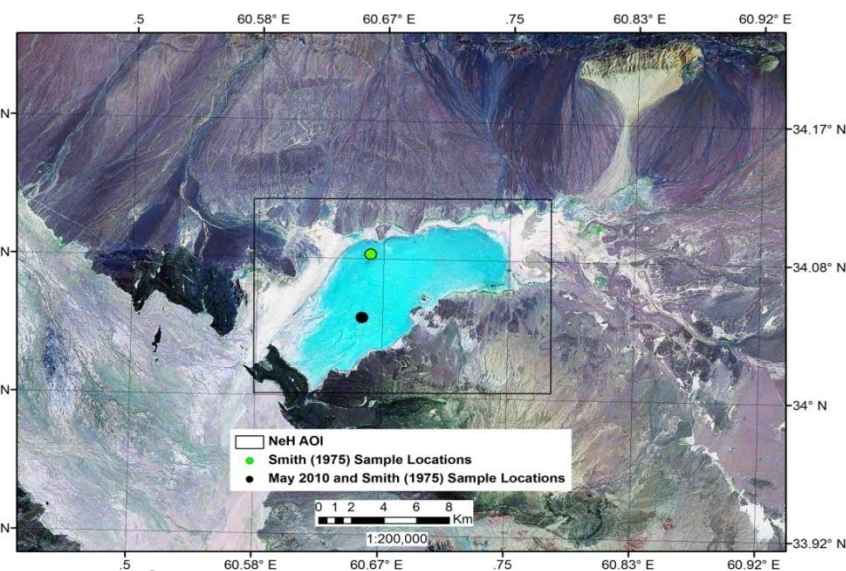 .5 60.58° E 60.67° E .75 60.83° E 60.92° E
N 34.17° N
N 34.08° N
N 34° N
NeH AOI
Smith (1975) Sample Locations
May 2010 and Smith (1975) Sample Locations
0 1 2 4 6 8
Km
1:200,000
N 33.92° N
.5 60.58° E 60.67° E .75 60.83° E 60.92° E